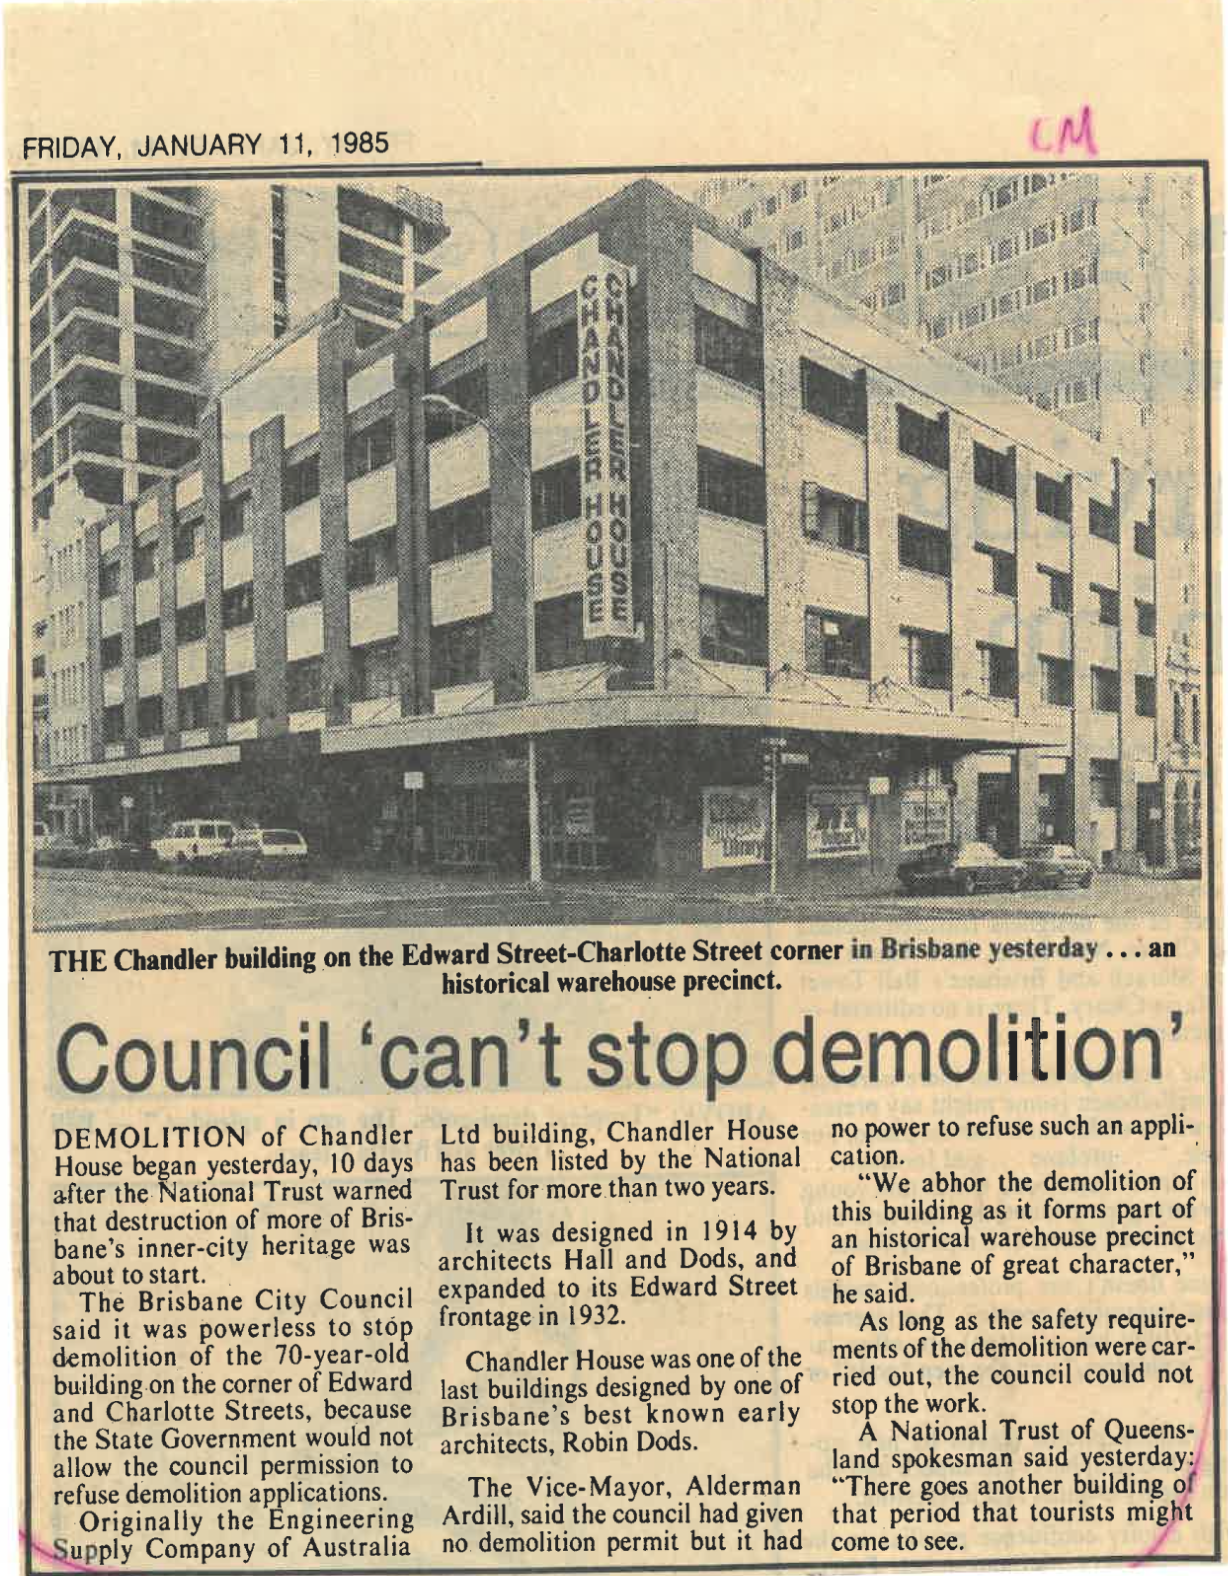 FRIDAY, JANUARY 11, 1985
CM
CHANDLER HOUSE
CHANDLER HOUSE
Library
THE Chandler building on the Edward Street-Charlotte Street corner in Brisbane yesterday . . . an
historical warehouse precinct.
Council ‘can’t stop demolition’
DEMOLITION of Chandler
House began yesterday, 10 days
after the National Trust warned
that destruction of more of Bris-
bane’s inner-city heritage was
about to start.
The Brisbane City Council
said it was powerless to stop
demolition of the 70-year-old
building on the corner of Edward
and Charlotte Streets, because
the State Government would not
allow the council permission to
refuse demolition applications.
Originally the Engineering
Supply Company of Australia
Ltd building, Chandler House
has been listed by the National
Trust for more than two years.
It was designed in 1914 by
architects Hall and Dods, and
expanded to its Edward Street
frontage in 1932.
Chandler House was one of the
last buildings designed by one of
Brisbane’s best known early
architects, Robin Dods.
The Vice-Mayor, Alderman
Ardill, said the council had given
no demolition permit but it had
no power to refuse such an appli-
cation.
“We abhor the demolition of
this building as it forms part of
an historical warehouse precinct
of Brisbane of great character,”
he said.
As long as the safety require-
ments of the demolition were car-
ried out, the council could not
stop the work.
A National Trust of Queens-
land spokesman said yesterday:
“There goes another building of
that period that tourists might
come to see.